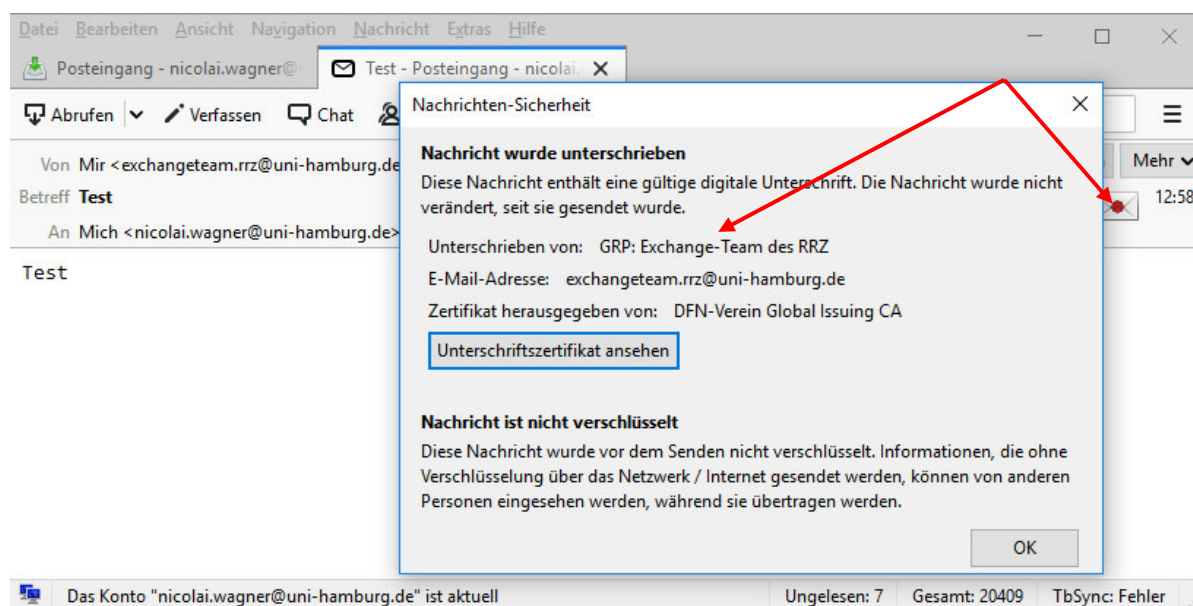 Datei Bearbeiten Ansicht Navigation Nachricht Extras Hilfe
Posteingang - nicolai.wagner@
Test - Posteingang - nicolai.
Abrufen
Verfassen
Chat
Nachrichten-Sicherheit
Von Mir <exchangeteam.rrz@uni-hamburg.de
Mehr
Betreff Test
12:58
An Mich <nicolai.wagner@uni-hamburg.de>
Test
Nachricht wurde unterschrieben
Diese Nachricht enthält eine gültige digitale Unterschrift. Die Nachricht wurde nicht
verändert, seit sie gesendet wurde.
Unterschrieben von: GRP: Exchange-Team des RRZ
E-Mail-Adresse: exchangeteam.rrz@uni-hamburg.de
Zertifikat herausgegeben von: DFN-Verein Global Issuing CA
Unterschriftszertifikat ansehen
Nachricht ist nicht verschlüsselt
Diese Nachricht wurde vor dem Senden nicht verschlüsselt. Informationen, die ohne
Verschlüsselung über das Netzwerk / Internet gesendet werden, können von anderen
Personen eingesehen werden, während sie übertragen werden.
OK
Das Konto "nicolai.wagner@uni-hamburg.de" ist aktuell
Ungelesen: 7 Gesamt: 20409 TbSync: Fehler